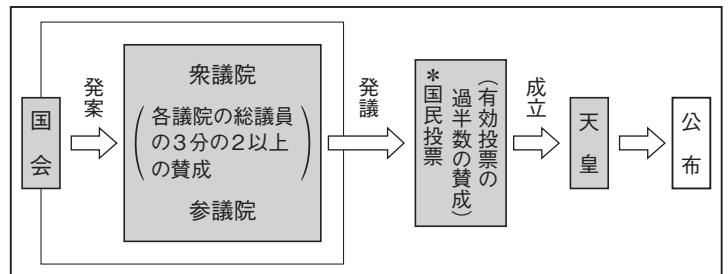 国会
発案
衆議院
（各議院の総議員
の３分の２以上
の賛成）
参議院
発議
＊国民投票
（有効投票の
過半数の賛成）
成立
天皇
公布